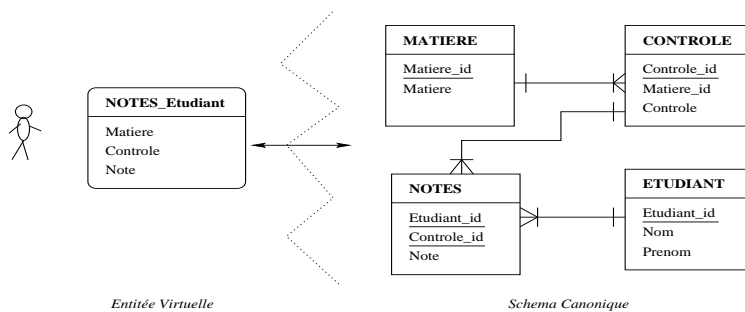 NOTES_Etudiant
Matiere
Controle
Note
MATIERE
Matiere_id
Matiere
CONTROLE
Controle_id
Matiere_id
Controle
NOTES
Etudiant_id
Controle_id
Note
ETUDIANT
Etudiant_id
Nom
Prenom
Entitée Virtuelle
Schema Canonique